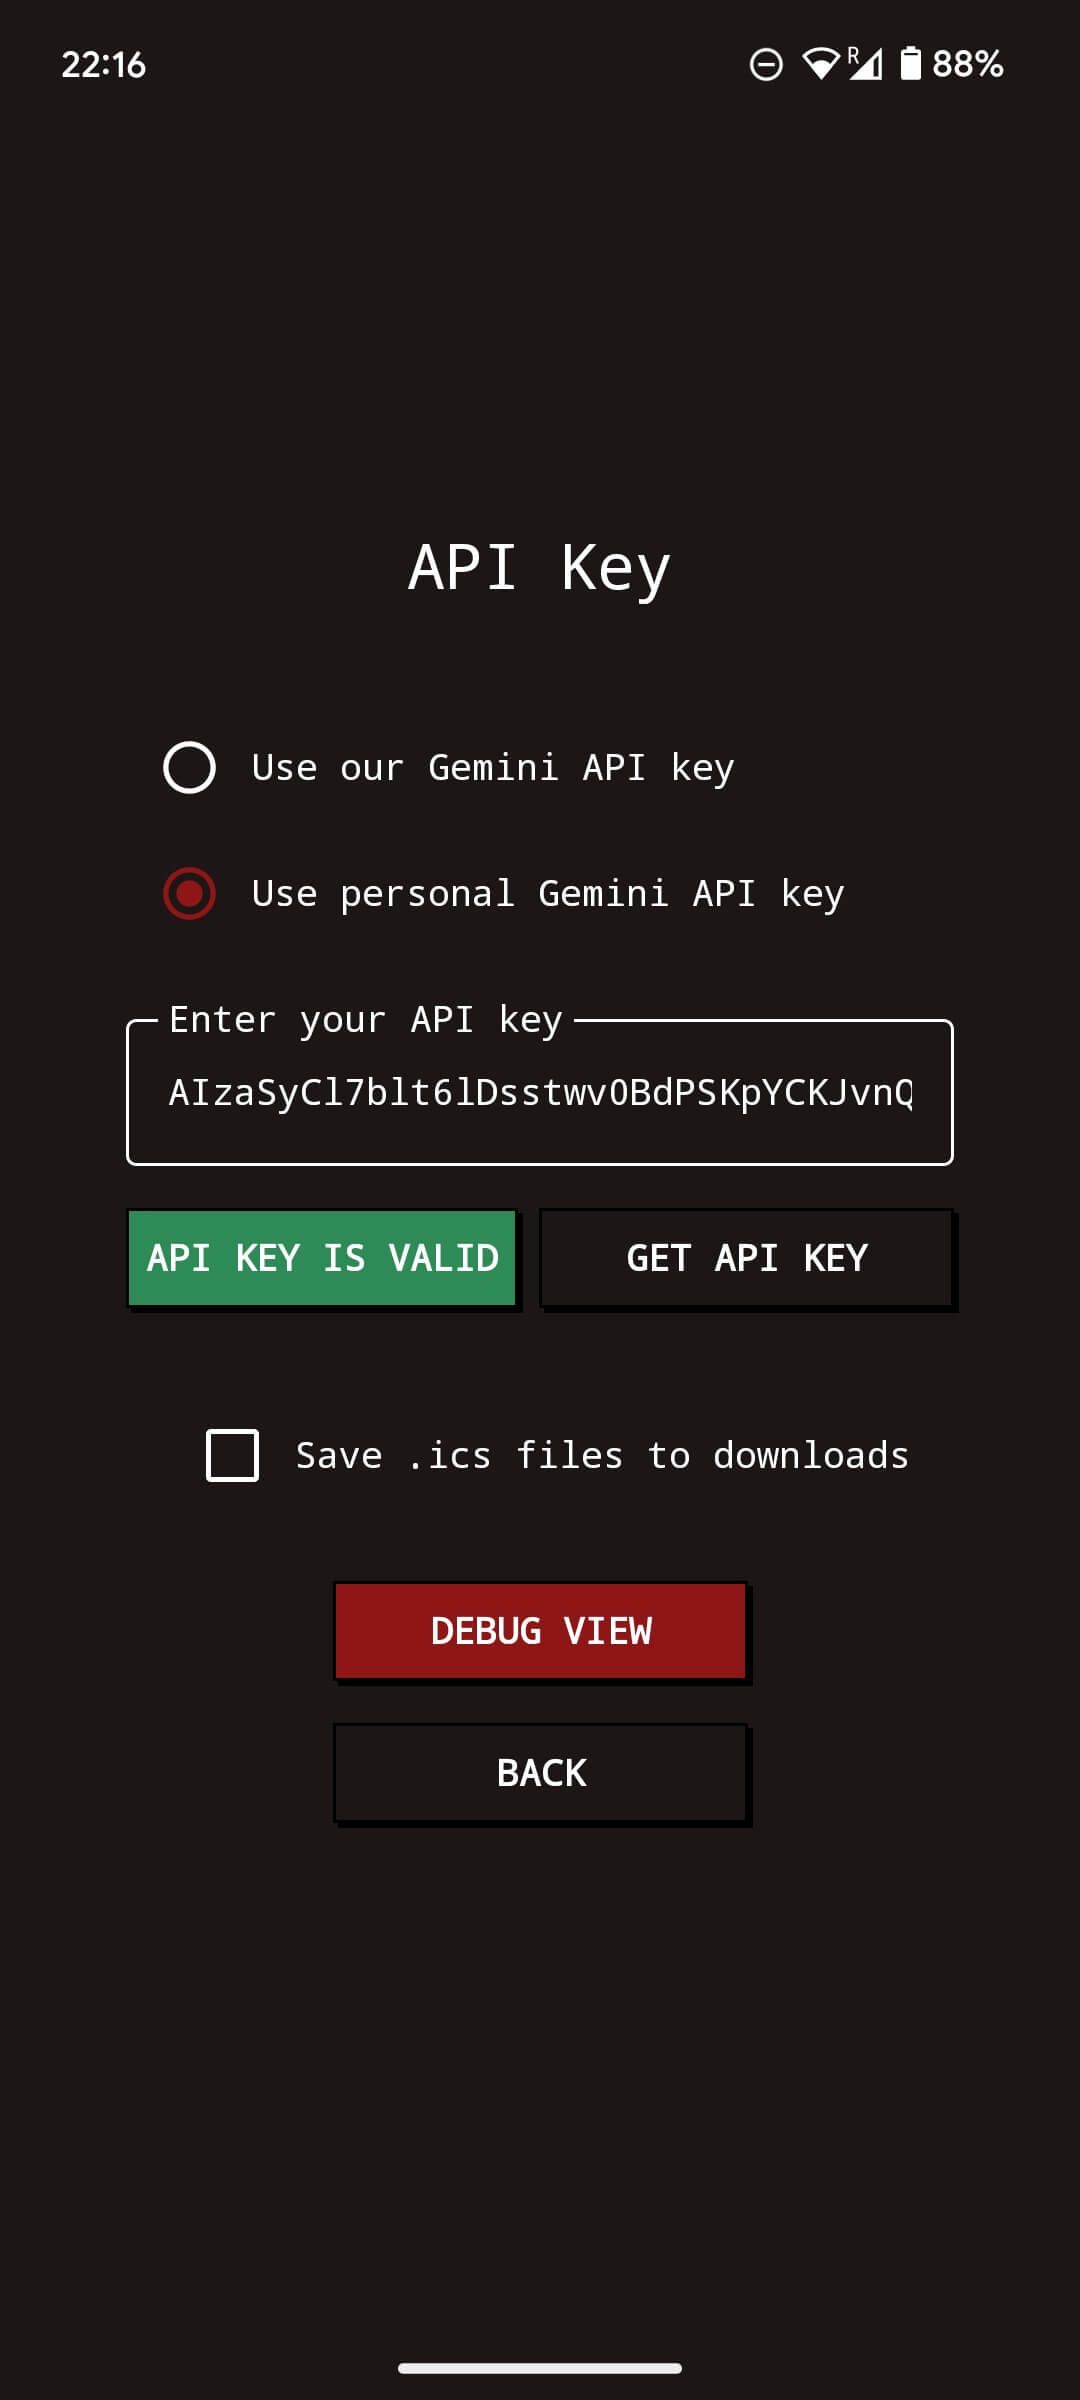 22:16
R 88%
API Key
Use our Gemini API key
Use personal Gemini API key
Enter your API key
AIzaSyCl7blt6lDsstwv0BdPSKpYCKJvnQ
API KEY IS VALID
GET API KEY
Save .ics files to downloads
DEBUG VIEW
BACK